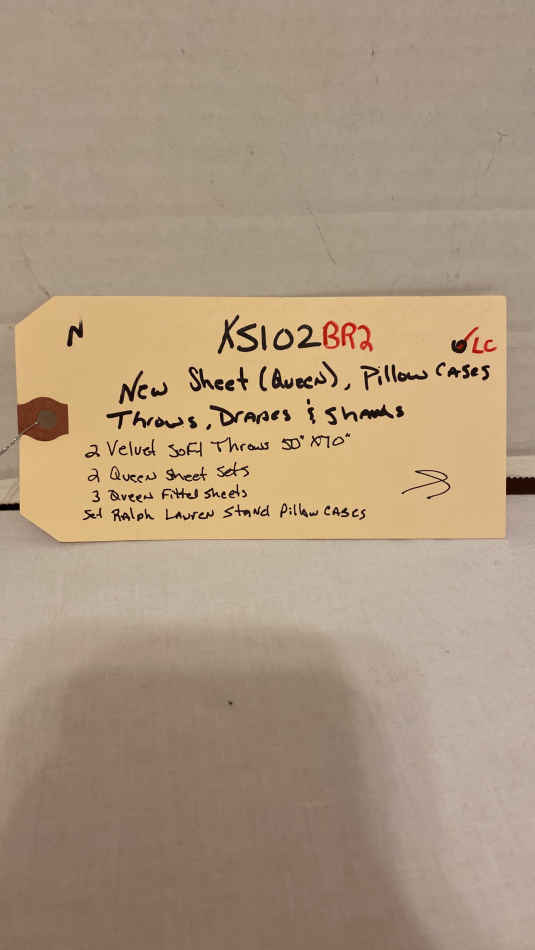 N
XS102BR2
LC
New Sheet (Queen), Pillow CASES
Throws, Drapes & Shams
2 Velvet Soft Throws 50" X70"
2 Queen Sheet Sets
3 Queen Fitted Sheets
Set Ralph Lauren Stand Pillow CASES